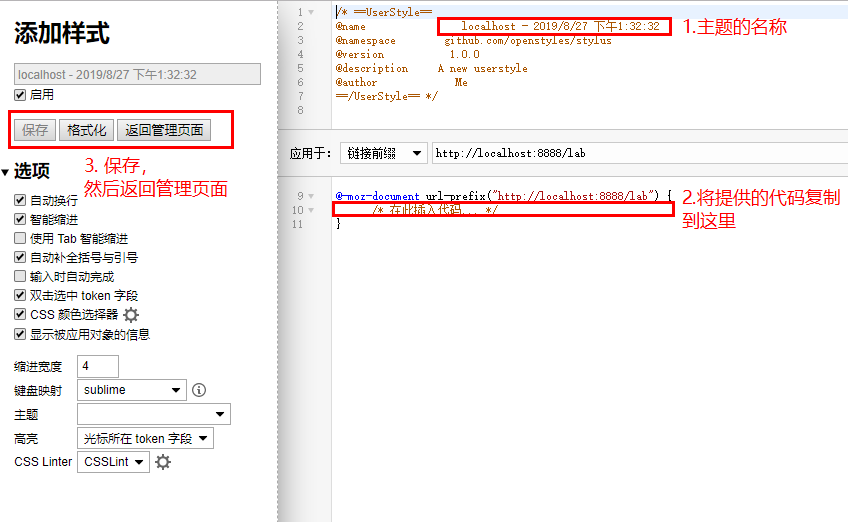 添加样式
localhost - 2019/8/27 下午1:32:32
启用
保存 格式化 返回管理页面
3. 保存，
然后返回管理页面
选项
自动换行
智能缩进
使用 Tab 智能缩进
自动补全括号与引号
输入时自动完成
双击选中 token 字段
CSS 颜色选择器
显示被应用对象的信息
缩进宽度 4
键盘映射 sublime
主题
高亮 光标所在 token 字段
CSS Linter CSSLint
1 /* ==UserStyle==
2 @name localhost - 2019/8/27 下午1:32:32
3 @namespace github.com/openstyles/stylus
4 @version 1.0.0
5 @description A new userstyle
6 @author Me
7 ==/UserStyle== */
8
1.主题的名称
应用于： 链接前缀 http://localhost:8888/lab
9 @-moz-document url-prefix("http://localhost:8888/lab") {
10 /* 在此插入代码... */
11 }
2.将提供的代码复制
到这里